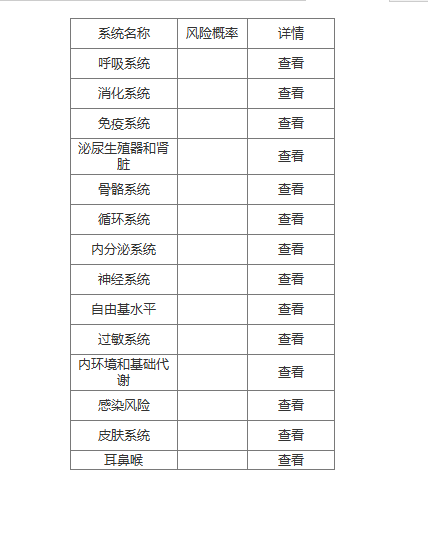 系统名称 风险概率 详情
呼吸系统 查看
消化系统 查看
免疫系统 查看
泌尿生殖器和肾
脏 查看
骨骼系统 查看
循环系统 查看
内分泌系统 查看
神经系统 查看
自由基水平 查看
过敏系统 查看
内环境和基础代
谢 查看
感染风险 查看
皮肤系统 查看
耳鼻喉 查看